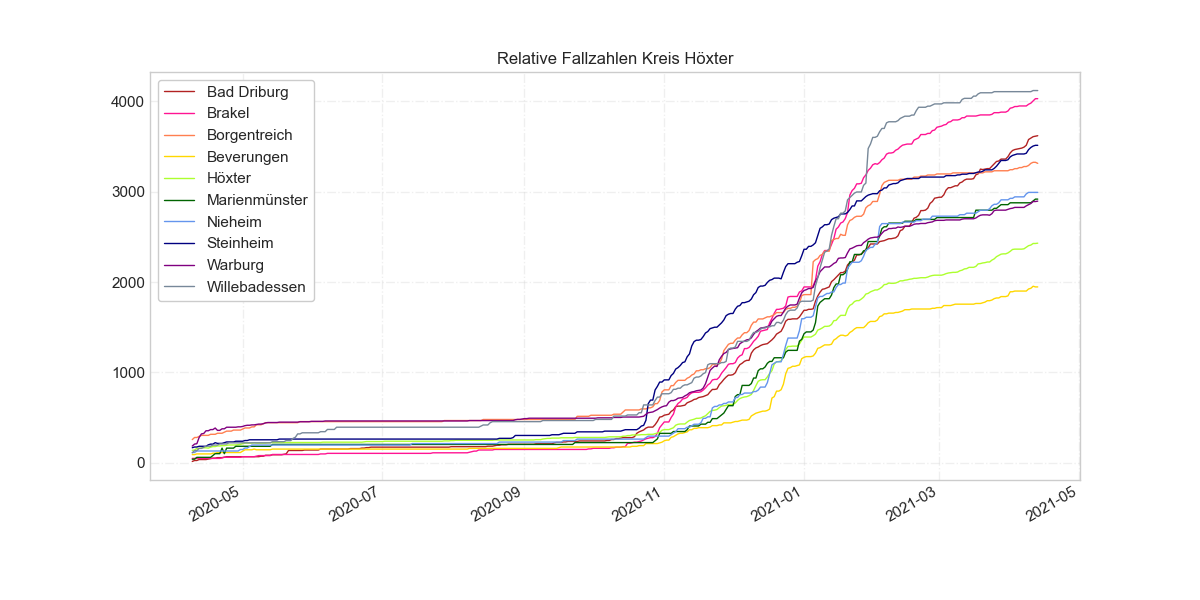 Relative Fallzahlen Kreis Höxter
Bad Driburg
Brakel
Borgentreich
Beverungen
Höxter
Marienmünster
Nieheim
Steinheim
Warburg
Willebadessen
4000
3000
2000
1000
0
2020-05
2020-07
2020-09
2020-11
2021-01
2021-03
2021-05